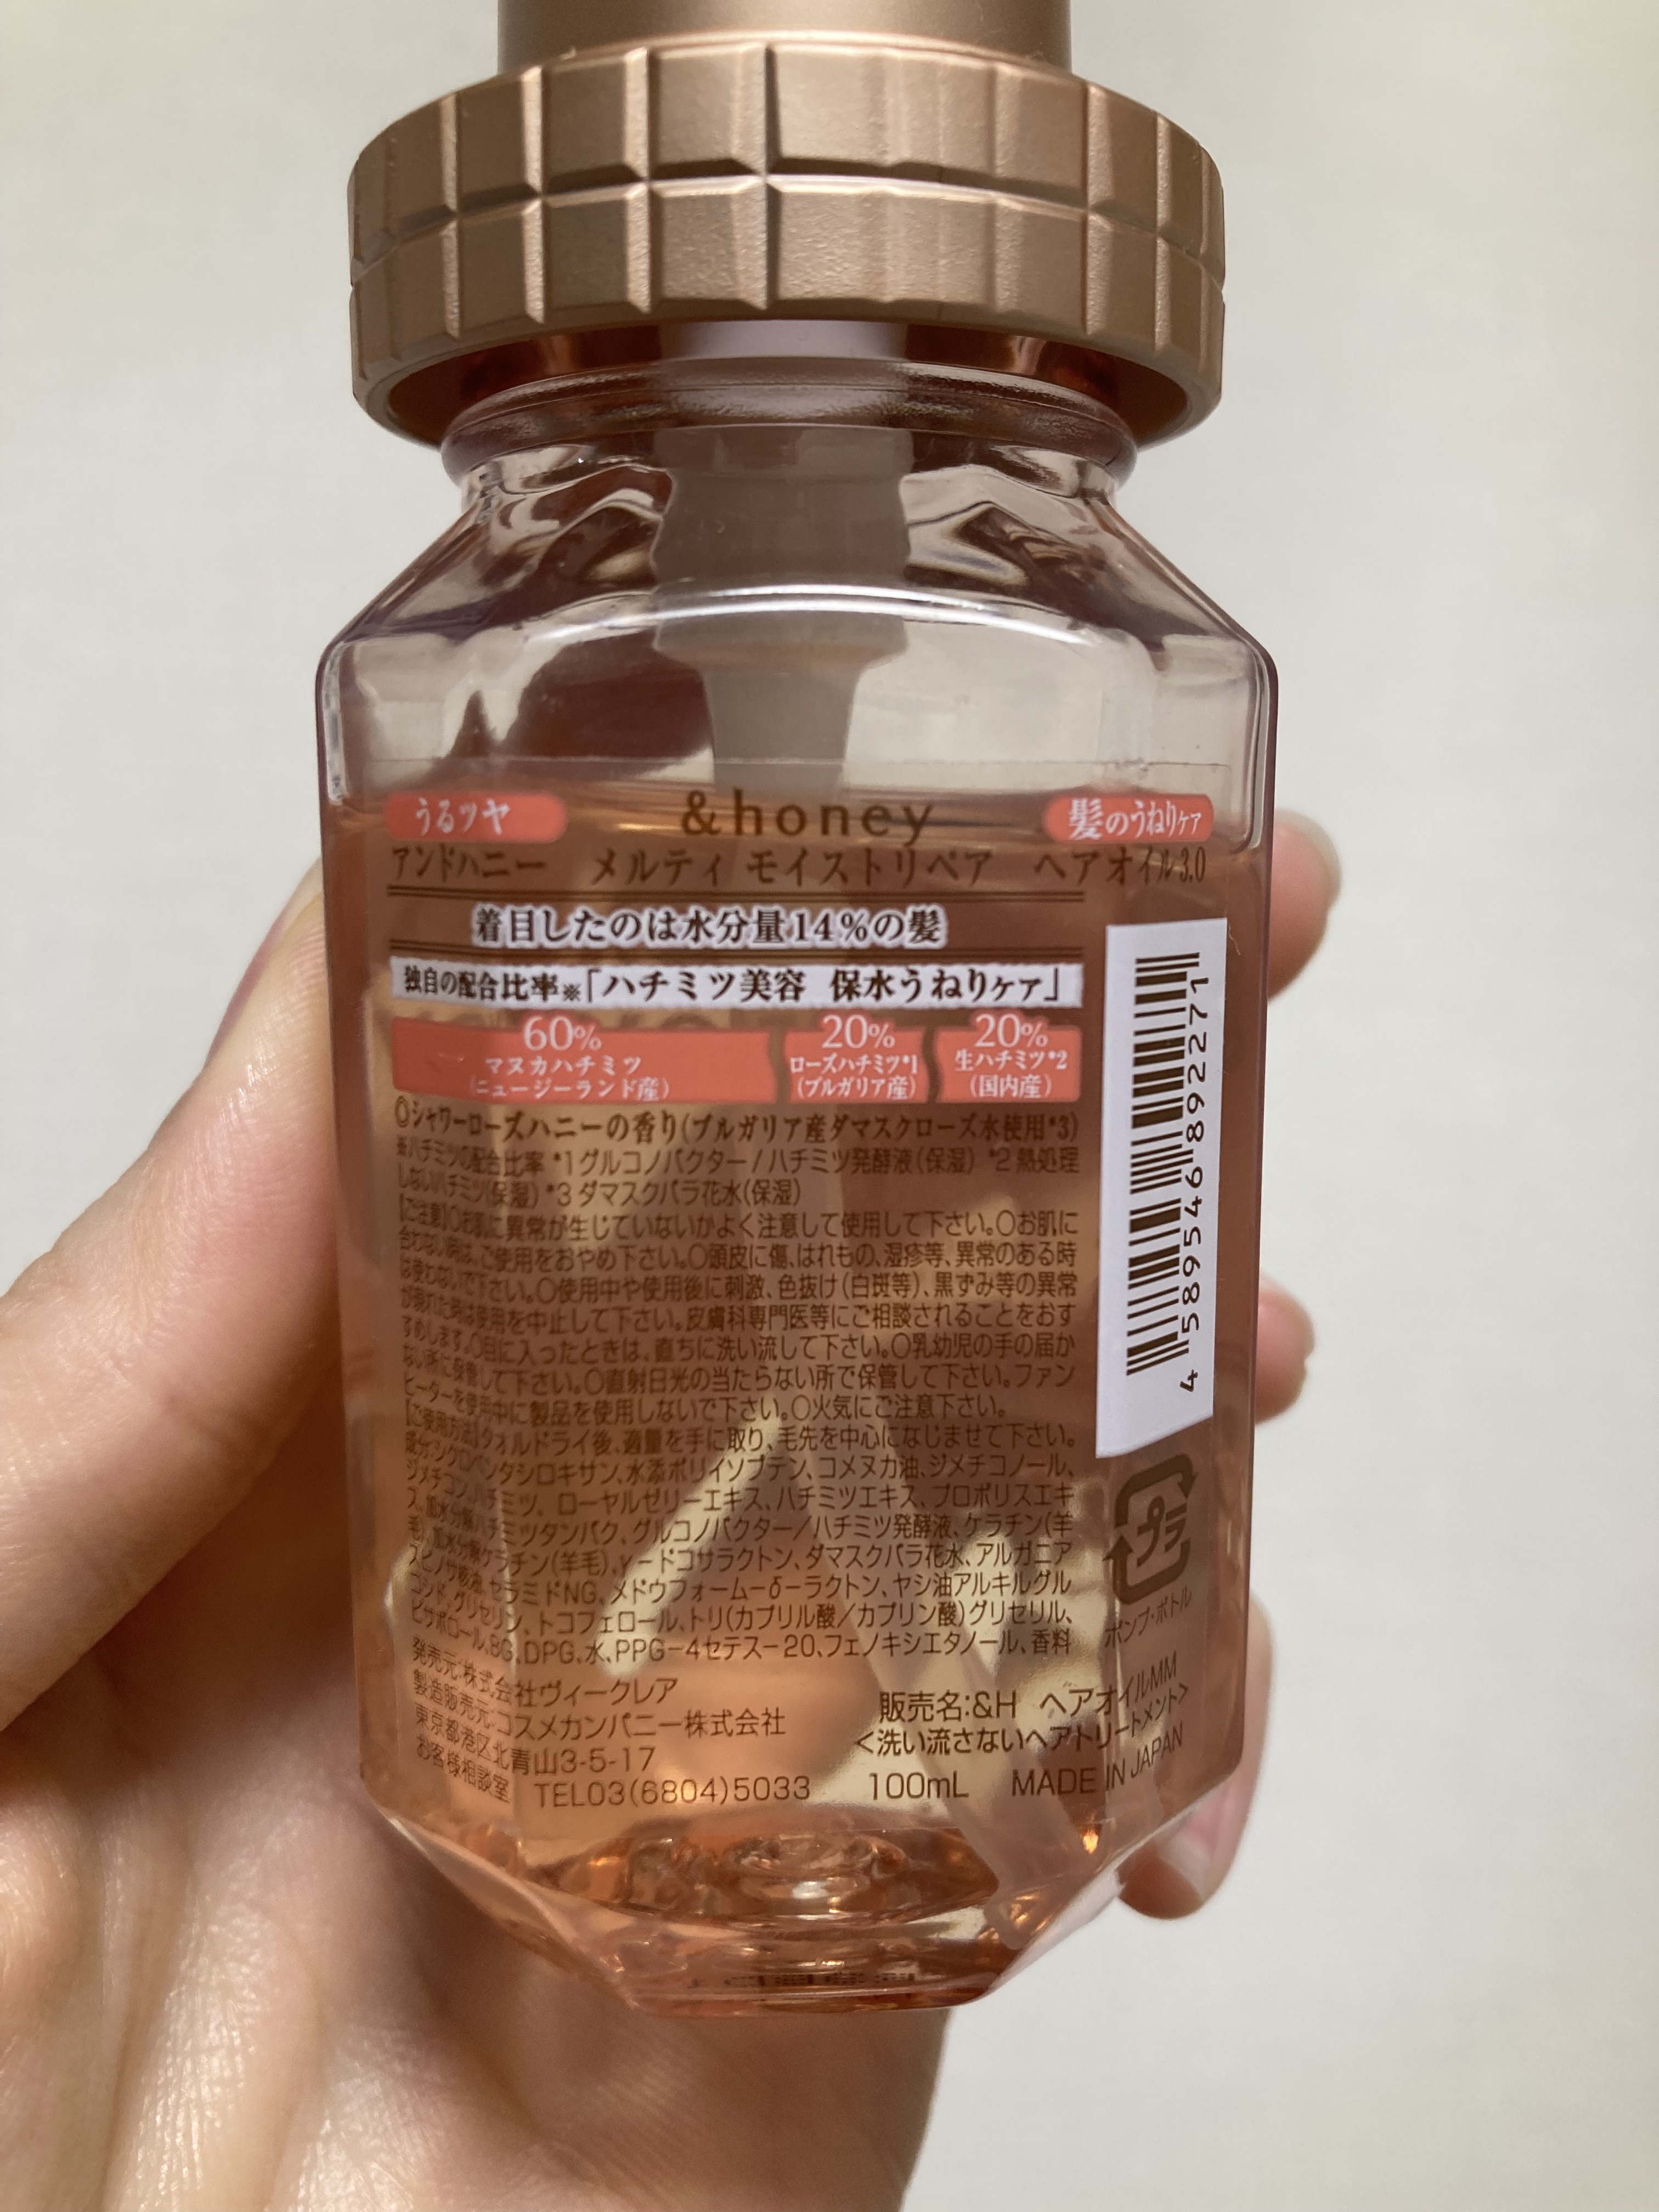 うるツヤ
&honey
髪のうねりケア
アンドハニー メルティ モイストリペア ヘアオイル3.0
着目したのは水分量14%の髪
独自の配合比率※「ハチミツ美容 保水うねりケア」
60%
マヌカハチミツ
(ニュージーランド産)
20%
ローズハチミツ*1
(ブルガリア産)
20%
生ハチミツ*2
(国内産)
◎シャワーローズハニーの香り(ブルガリア産ダマスクローズ水使用*3)
※ハチミツの配合比率 *1グルコノバクター/ハチミツ発酵液(保湿) *2熱処理
しないハチミツ(保湿) *3 ダマスクバラ花水(保湿)
【ご注意】〇お肌に異常が生じていないかよく注意して使用して下さい。〇お肌に
合わない時は、ご使用をおやめ下さい。〇頭皮に傷、はれもの、湿疹等、異常のある時
は使わないで下さい。〇使用中や使用後に刺激、色抜け(白斑等)、黒ずみ等の異常
が現れた時は使用を中止して下さい。皮膚科専門医等にご相談されることをおす
すめします。〇目に入ったときは、直ちに洗い流して下さい。〇乳幼児の手の届か
ない所に保管して下さい。〇直射日光の当たらない所で保管して下さい。ファン
ヒーターを使用中に製品を使用しないで下さい。〇火気にご注意下さい。
【ご使用方法】タオルドライ後、適量を手に取り、毛先を中心になじませて下さい。
成分:シクロペンタシロキサン、水添ポリイソブテン、コメヌカ油、ジメチコノール、
ジメチコン、ハチミツ、ローヤルゼリーエキス、ハチミツエキス、プロポリスエキ
ス、加水分解ハチミツタンパク、グルコノバクター/ハチミツ発酵液、ケラチン(羊
毛)、加水分解ケラチン(羊毛)、γ-ドコサラクトン、ダマスクバラ花水、アルガニア
スピノサ核油、セラミドNG、メドウフォーム-δ-ラクトン、ヤシ油アルキルグル
コシド、グリセリン、トコフェロール、トリ(カプリル酸/カプリン酸)グリセリル、
ビサボロール、BG、DPG、水、PPG-4セテス-20、フェノキシエタノール、香料
発売元:株式会社ヴィークレア
製造販売元:コスメカンパニー株式会社
東京都港区北青山3-5-17
お客様相談室 TEL03(6804)5033
販売名:&H ヘアオイルMM
<洗い流さないヘアトリートメント>
100mL MADE IN JAPAN
4 589546 892271
プラ
ポンプ・ボトル